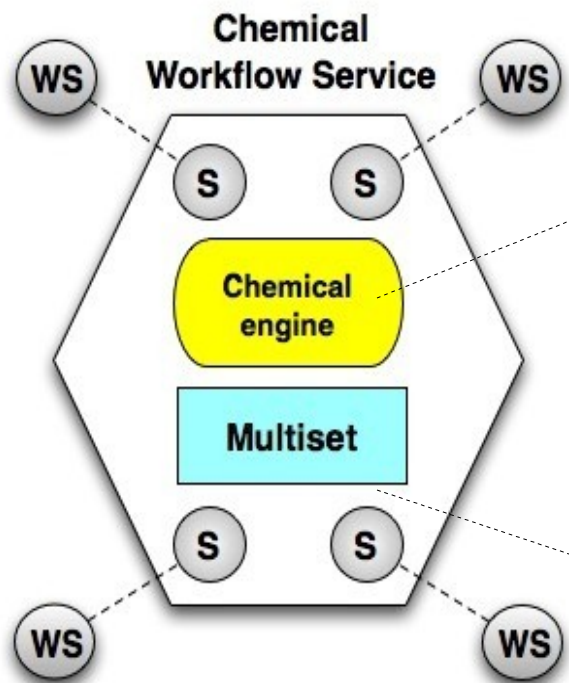 Chemical
Workflow Service
WS
WS
S
S
Chemical
engine
Multiset
S
S
WS
WS